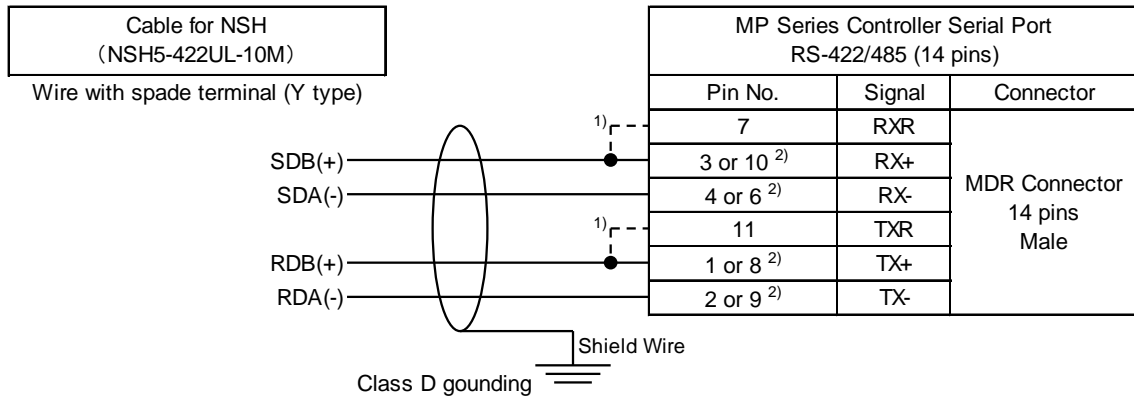 Cable for NSH
（NSH5-422UL-10M）
Wire with spade terminal (Y type)
MP Series Controller Serial Port
RS-422/485 (14 pins)
Pin No. Signal Connector
1) 7 RXR
SDB(+) 3 or 10 2) RX+
SDA(-) 4 or 6 2) RX-
MDR Connector
14 pins
Male
1) 11 TXR
RDB(+) 1 or 8 2) TX+
RDA(-) 2 or 9 2) TX-
Shield Wire
Class D gounding